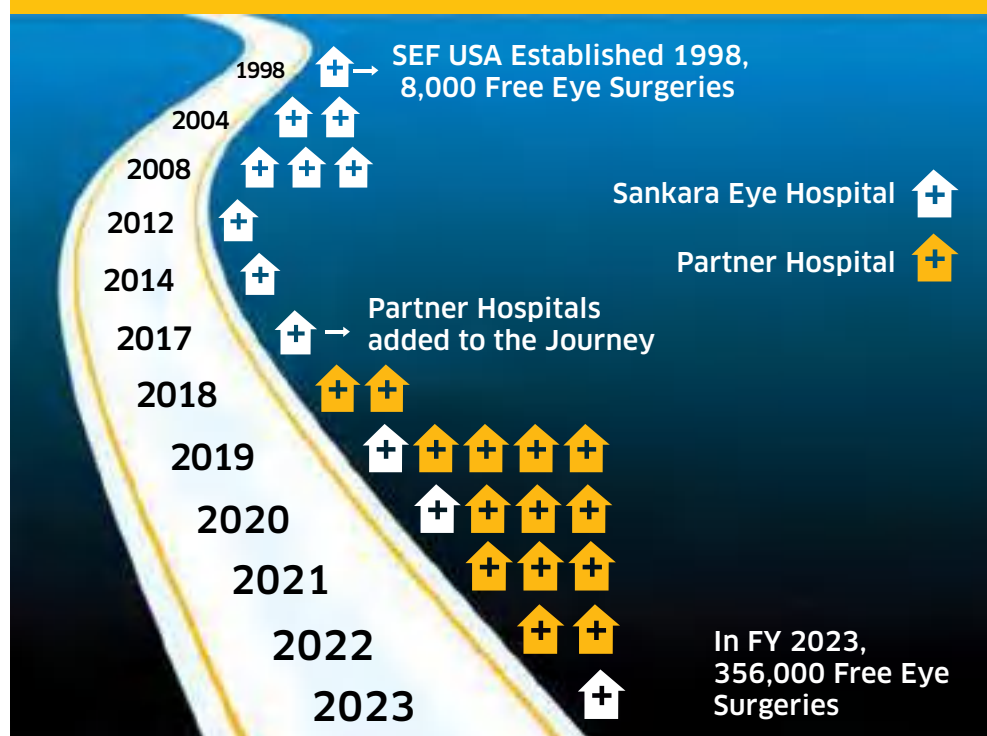 1998
SEF USA Established 1998,
8,000 Free Eye Surgeries
2004
2008
Sankara Eye Hospital
2012
Partner Hospital
2014
Partner Hospitals
added to the Journey
2017
2018
2019
2020
2021
2022
In FY 2023,
356,000 Free Eye
Surgeries
2023